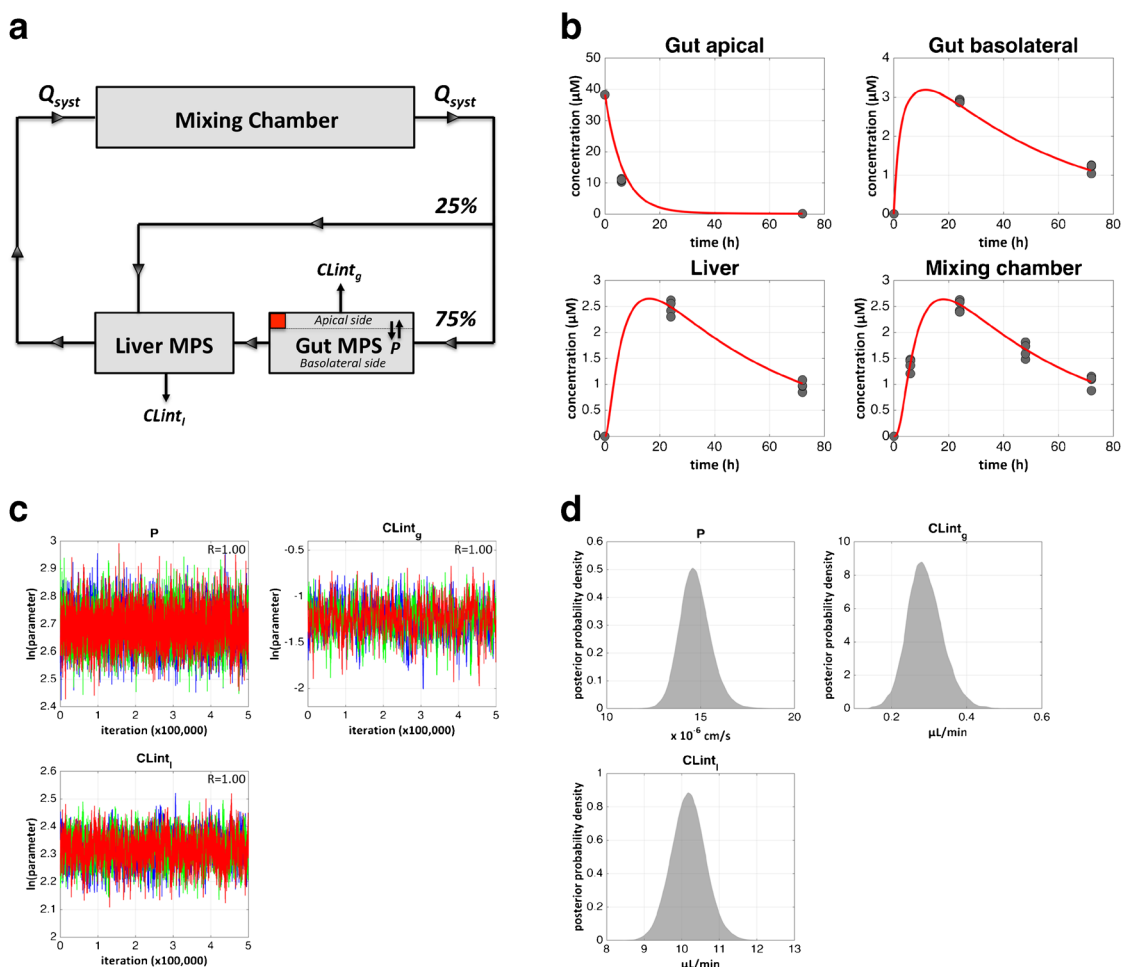 a
Q_syst
Q_syst
Mixing Chamber
25%
CLint_g
75%
Apical side
Liver MPS
Gut MPS
P
Basolateral side
CLint_l
b
Gut apical
concentration (µM)
50
40
30
20
10
0
0 20 40 60 80
time (h)
Gut basolateral
concentration (µM)
4
3
2
1
0
0 20 40 60 80
time (h)
Liver
concentration (µM)
3
2.5
2
1.5
1
0.5
0
0 20 40 60 80
time (h)
Mixing chamber
concentration (µM)
3
2.5
2
1.5
1
0.5
0
0 20 40 60 80
time (h)
c
P
R=1.00
ln(parameter)
3
2.9
2.8
2.7
2.6
2.5
2.4
0 1 2 3 4 5
iteration (x100,000)
CLint_g
R=1.00
ln(parameter)
-0.5
-1
-1.5
-2
0 1 2 3 4 5
iteration (x100,000)
CLint_l
R=1.00
ln(parameter)
2.6
2.5
2.4
2.3
2.2
2.1
2
0 1 2 3 4 5
iteration (x100,000)
d
P
posterior probability density
0.6
0.5
0.4
0.3
0.2
0.1
0
10 15 20
x 10^-6 cm/s
CLint_g
posterior probability density
10
8
6
4
2
0
0.2 0.4 0.6
µL/min
CLint_l
posterior probability density
1
0.8
0.6
0.4
0.2
0
8 9 10 11 12 13
µL/min